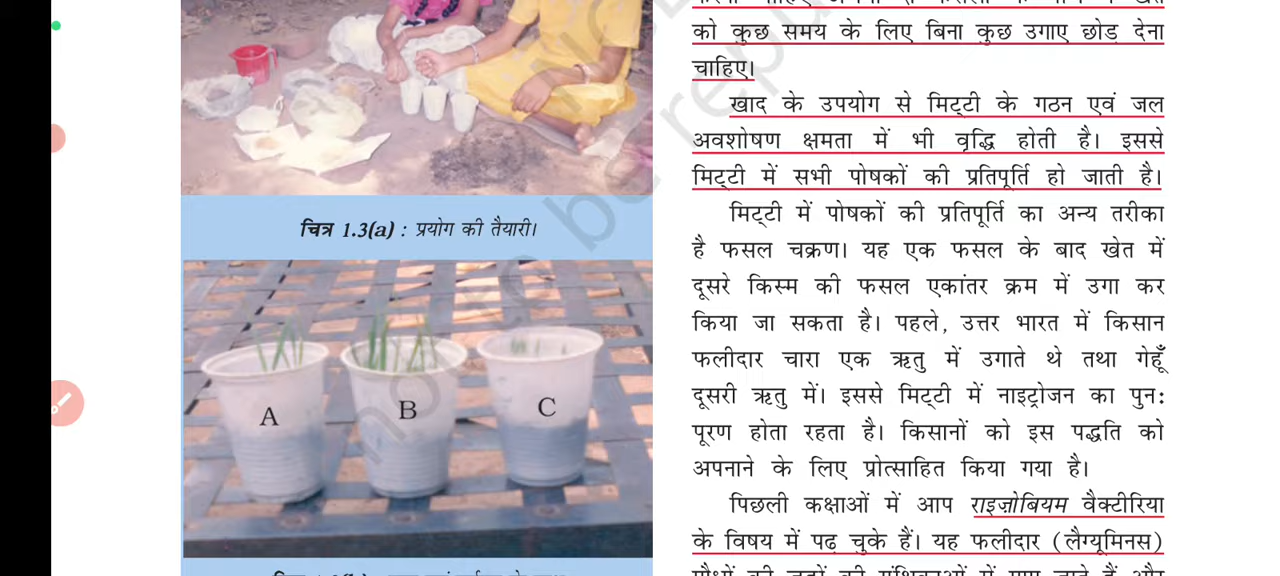 चित्र 1.3(a) : प्रयोग की तैयारी।
A
B
C
को कुछ समय के लिए बिना कुछ उगाए छोड़ देना
चाहिए।
खाद के उपयोग से मिट्टी के गठन एवं जल
अवशोषण क्षमता में भी वृद्धि होती है। इससे
मिट्टी में सभी पोषकों की प्रतिपूर्ति हो जाती है।
मिट्टी में पोषकों की प्रतिपूर्ति का अन्य तरीका
है फसल चक्रण। यह एक फसल के बाद खेत में
दूसरे किस्म की फसल एकांतर क्रम में उगा कर
किया जा सकता है। पहले, उत्तर भारत में किसान
फलीदार चारा एक ऋतु में उगाते थे तथा गेहूँ
दूसरी ऋतु में। इससे मिट्टी में नाइट्रोजन का पुन:
पूरण होता रहता है। किसानों को इस पद्धति को
अपनाने के लिए प्रोत्साहित किया गया है।
पिछली कक्षाओं में आप राइज़ोबियम वैक्टीरिया
के विषय में पढ़ चुके हैं। यह फलीदार (लैग्यूमिनस)
not be repu